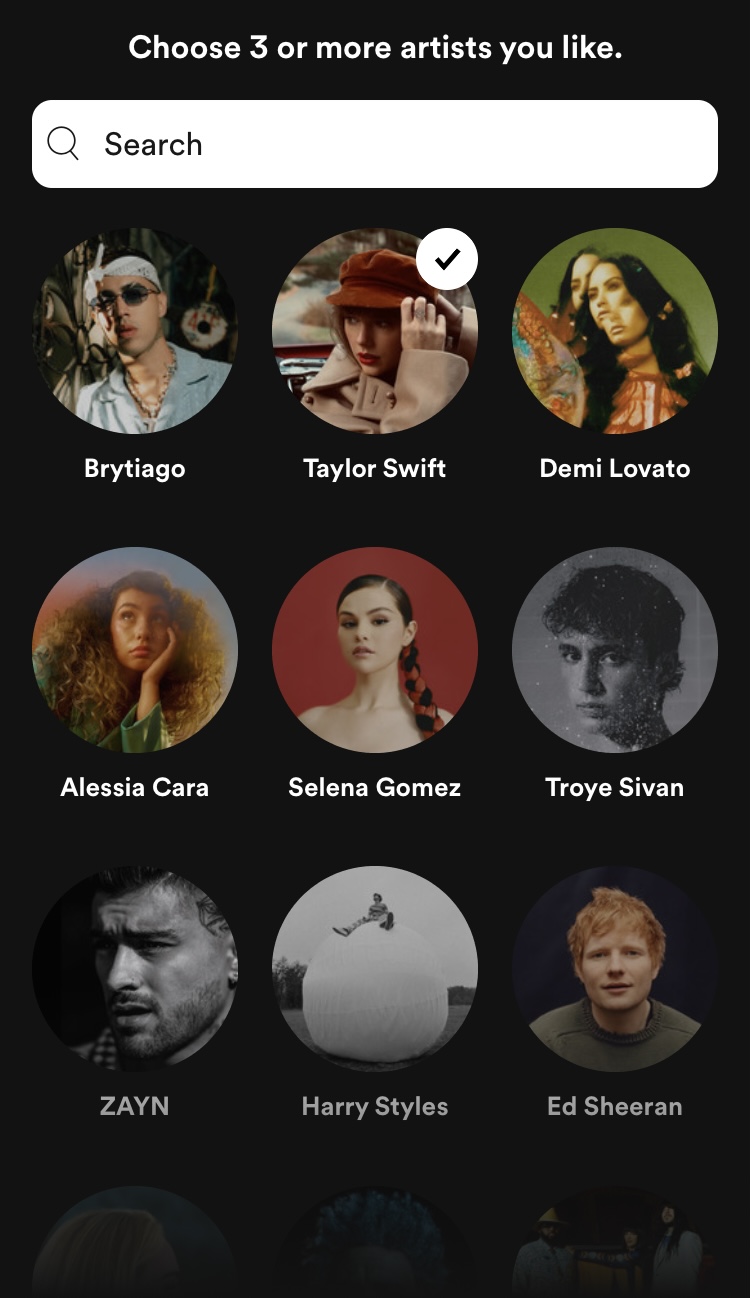 Choose 3 or more artists you like.
Search
Brytiago
Taylor Swift
Demi Lovato
Alessia Cara
Selena Gomez
Troye Sivan
ZAYN
Harry Styles
Ed Sheeran